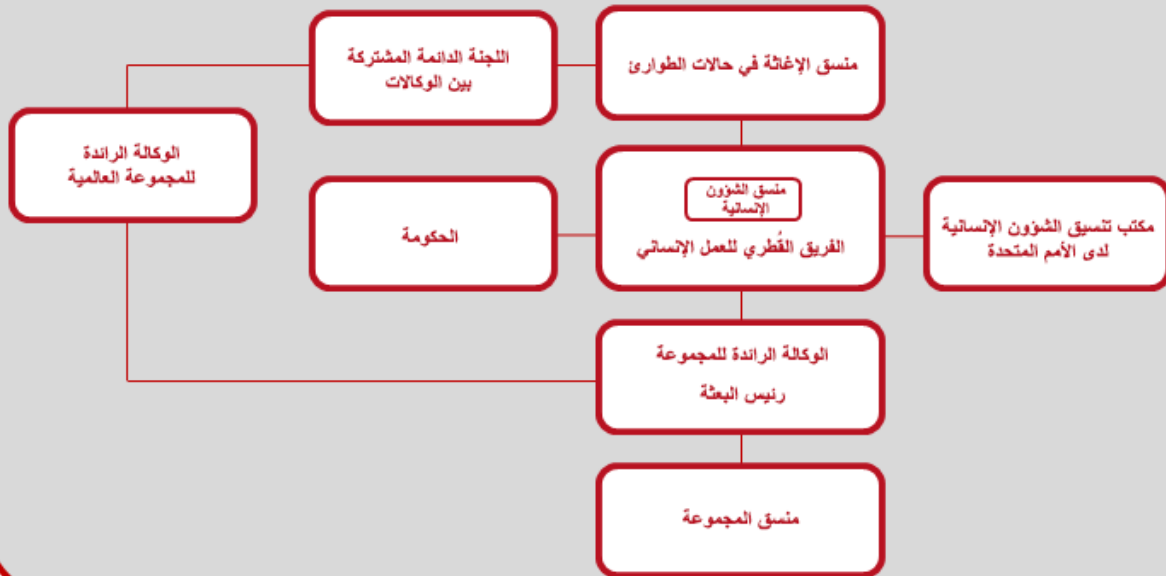 منسق الإغاثة في حالات الطوارئ
اللجنة الدائمة المشتركة
بين الوكالات
الوكالة الرائدة
للمجموعة العالمية
مكتب تنسيق الشؤون الإنسانية
لدى الأمم المتحدة
منسق الشؤون
الإنسانية
الفريق القُطري للعمل الإنساني
الحكومة
الوكالة الرائدة للمجموعة
رئيس البعثة
منسق المجموعة